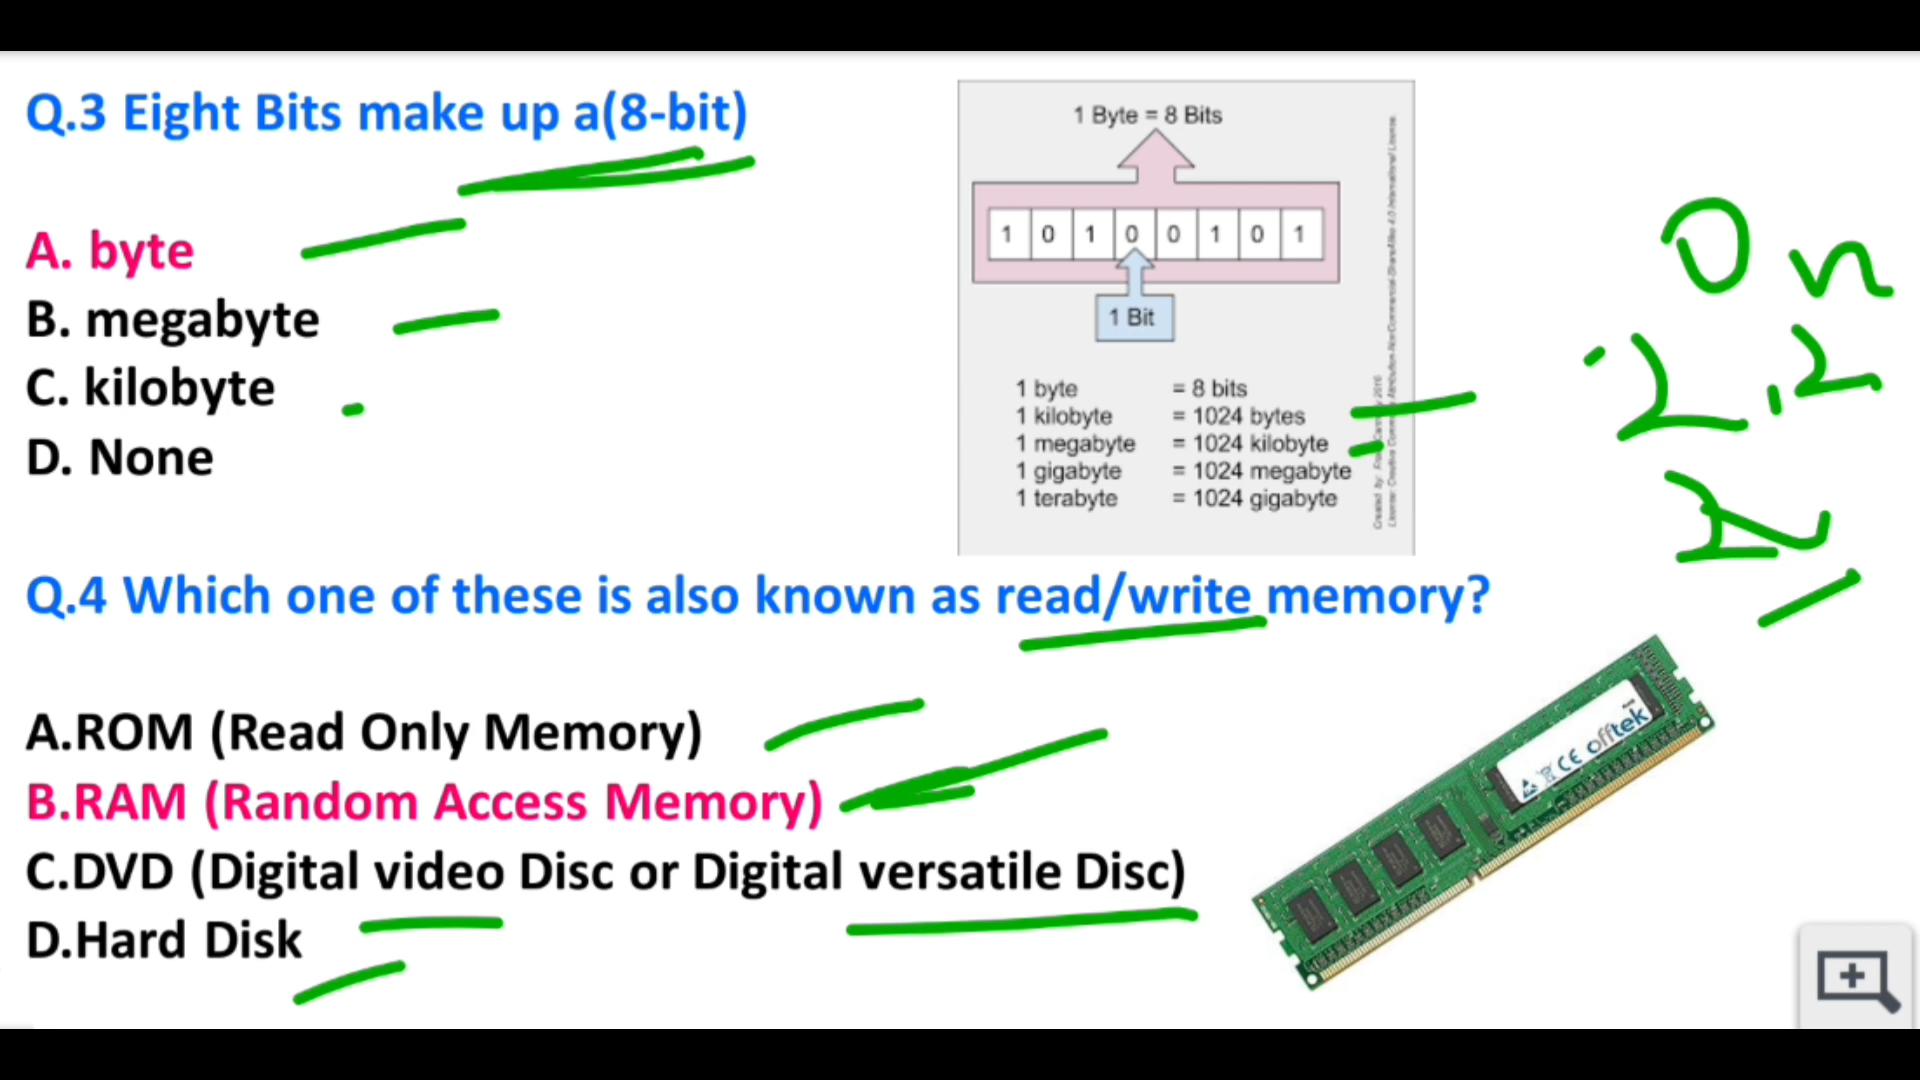 Q.3 Eight Bits make up a(8-bit)
A. byte
B. megabyte
C. kilobyte
D. None
1 Byte = 8 Bits
1 0 1 0 0 1 0 1
1 Bit
1 byte = 8 bits
1 kilobyte = 1024 bytes
1 megabyte = 1024 kilobyte
1 gigabyte = 1024 megabyte
1 terabyte = 1024 gigabyte
Q.4 Which one of these is also known as read/write memory?
A.ROM (Read Only Memory)
B.RAM (Random Access Memory)
C.DVD (Digital video Disc or Digital versatile Disc)
D.Hard Disk
CE offtek